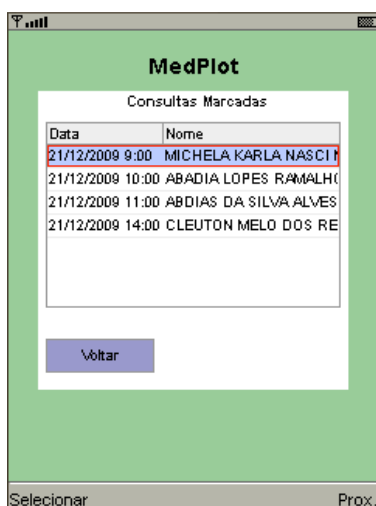 MedPlot
Consultas Marcadas
Data Nome
21/12/2009 9:00 MICHELA KARLA NASCI
21/12/2009 10:00 ABADIA LOPES RAMALH
21/12/2009 11:00 ABDIAS DA SILVA ALVES
21/12/2009 14:00 CLEUTON MELO DOS RE
Voltar
Selecionar Prox.